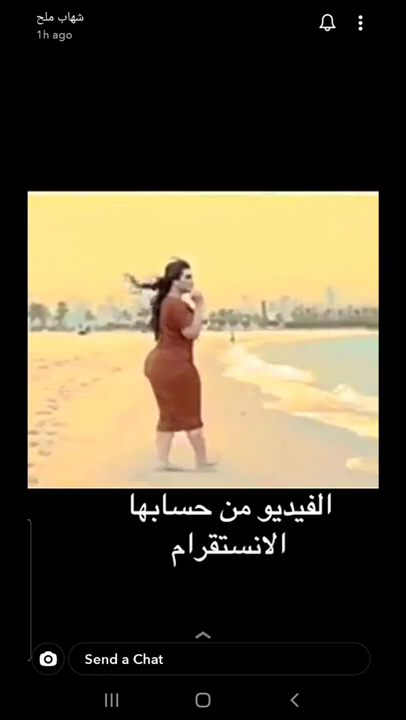 شهاب ملح
1h ago
الفيديو من حسابها
الانستقرام
Send a Chat